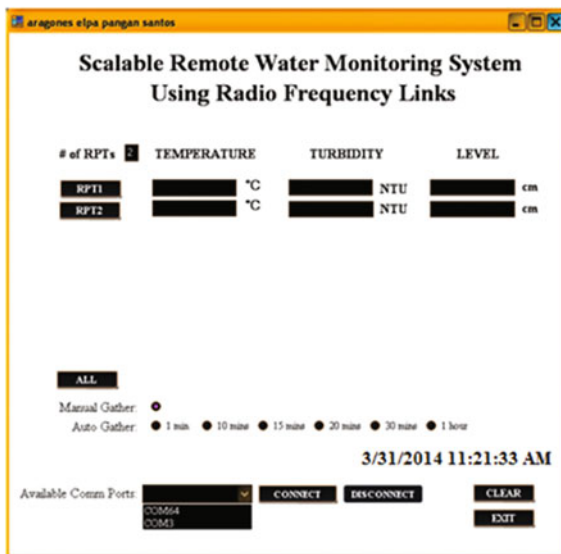 aragones elpa pangan santos
Scalable Remote Water Monitoring System
Using Radio Frequency Links
# of RPTs 2 TEMPERATURE TURBIDITY LEVEL
RPT1 °C NTU cm
RPT2 °C NTU cm
ALL
Manual Gather:
Auto Gather: 1 min 10 mins 15 mins 20 mins 30 mins 1 hour
3/31/2014 11:21:33 AM
Available Comm Ports: CONNECT DISCONNECT CLEAR
COM64
COM3 EXIT